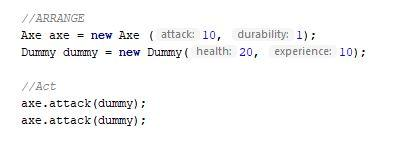 //ARRANGE
Axe axe = new Axe ( attack: 10, durability: 1);
Dummy dummy = new Dummy( health: 20, experience: 10);
//Act
axe.attack(dummy);
axe.attack(dummy);